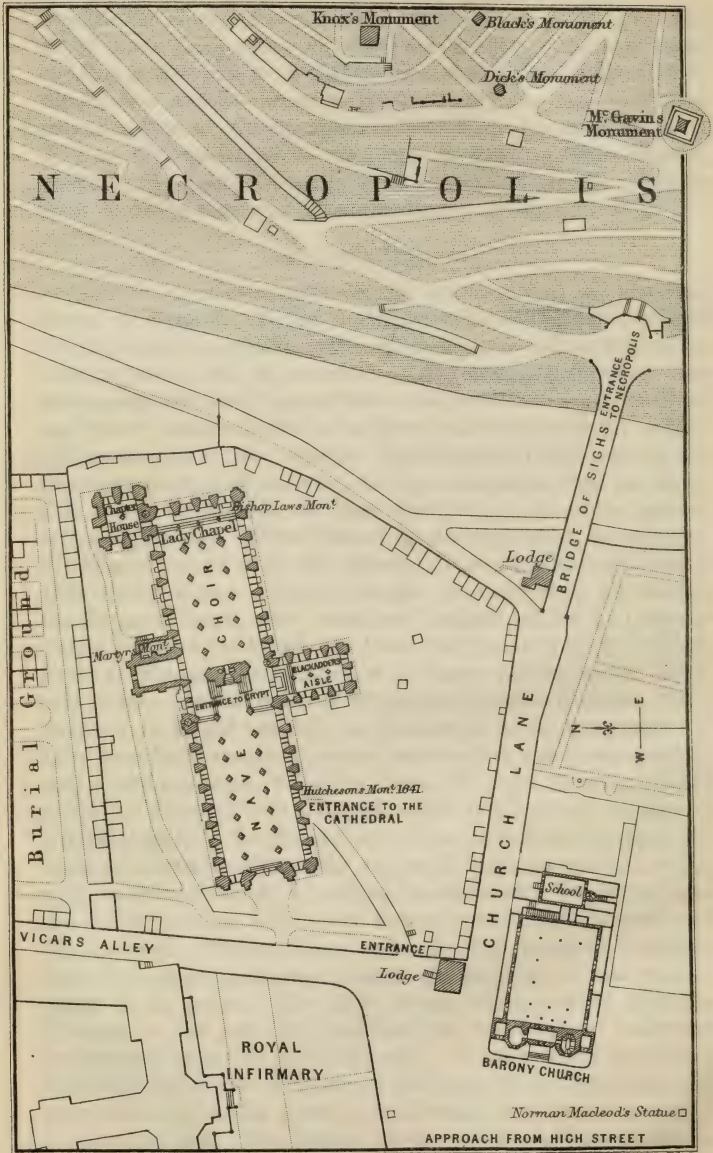 Knox's Monument
Black's Monument
Dick's Monument
Mc. Gavins
Monument
NECROPOLIS
ENTRANCE
TO NECROPOLIS
BRIDGE OF SIGHS
Chapter
House
Bishop Laws Mont.
Lady Chapel
Lodge
CHOIR
Burial Ground
Martyrs Mont.
BLACKADDERS
AISLE
ENTRANCE TO CRYPT
CHURCH LANE
N
E
W
NAVE
Hutchesons Mont. 1641.
ENTRANCE TO THE
CATHEDRAL
School
VICARS ALLEY
ENTRANCE
Lodge
ROYAL
INFIRMARY
BARONY CHURCH
Norman Macleod's Statue
APPROACH FROM HIGH STREET